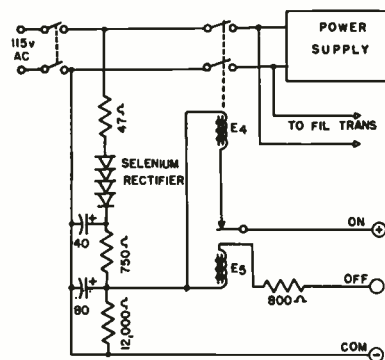 115v
AC
POWER
SUPPLY
47Ω
E4
TO FIL TRANS
SELENIUM
RECTIFIER
40
ON
750Ω
E5
OFF
80
800Ω
12,000Ω
COM